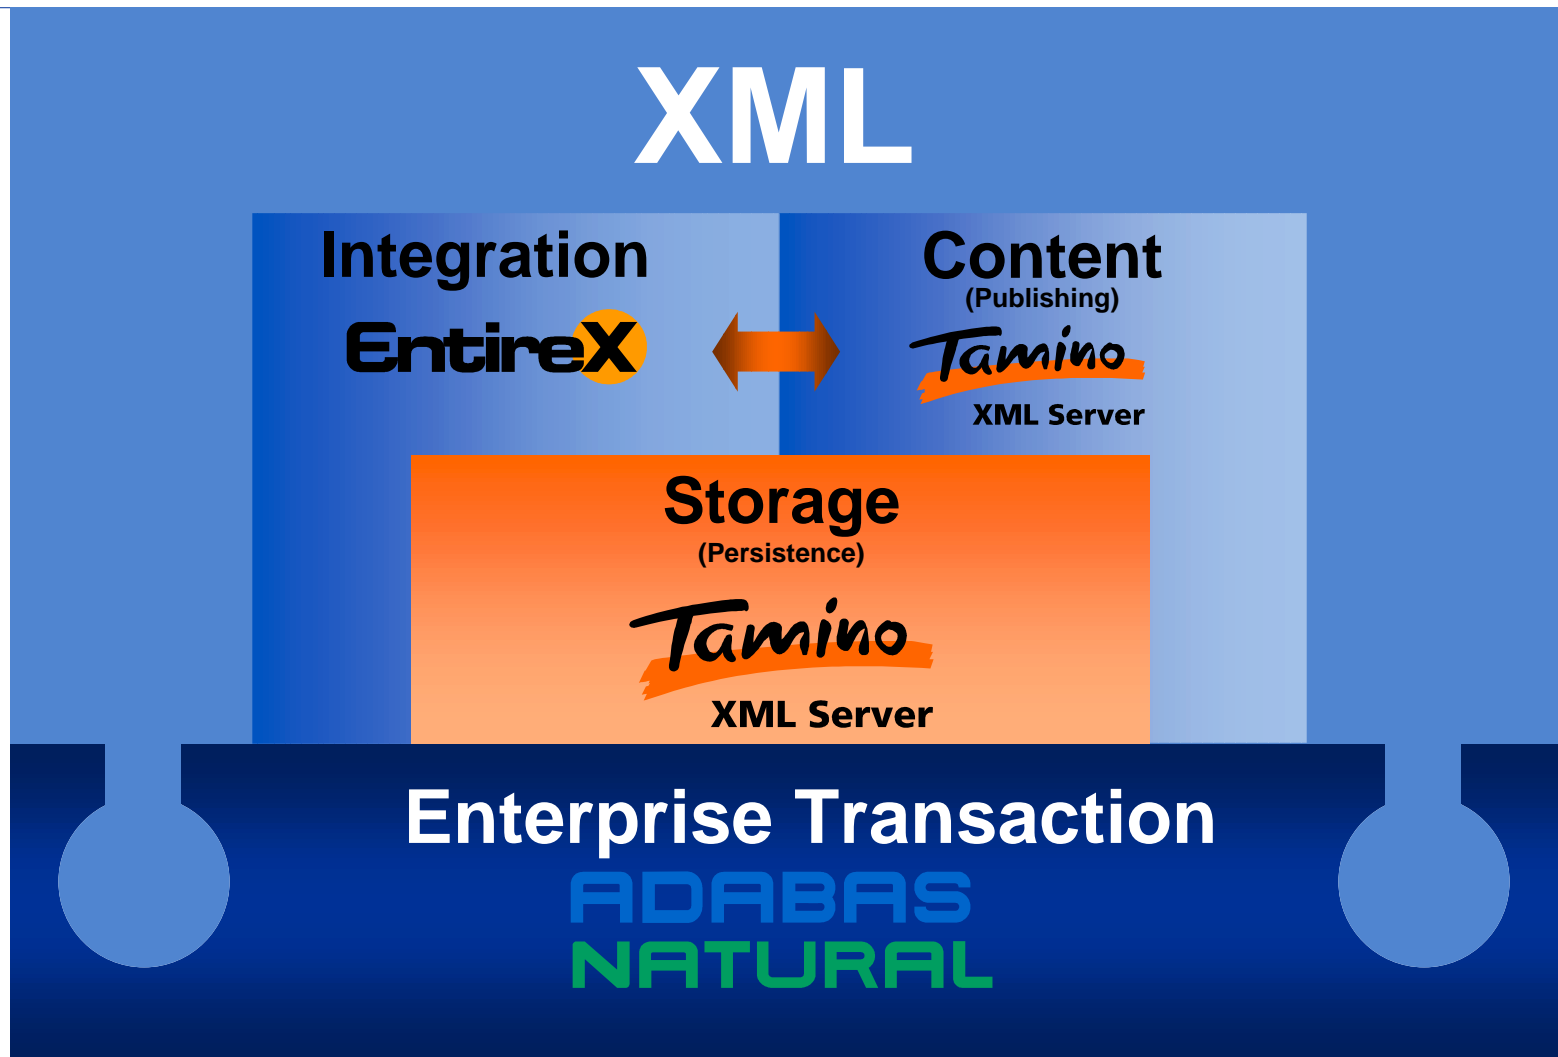 XML
Integration
EntireX
Content
(Publishing)
Tamino
XML Server
Storage
(Persistence)
Tamino
XML Server
Enterprise Transaction
ADABAS
NATURAL